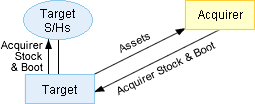 Target
S/Hs
Acquirer
Acquirer
Stock
& Boot
Assets
Acquirer Stock & Boot
Target